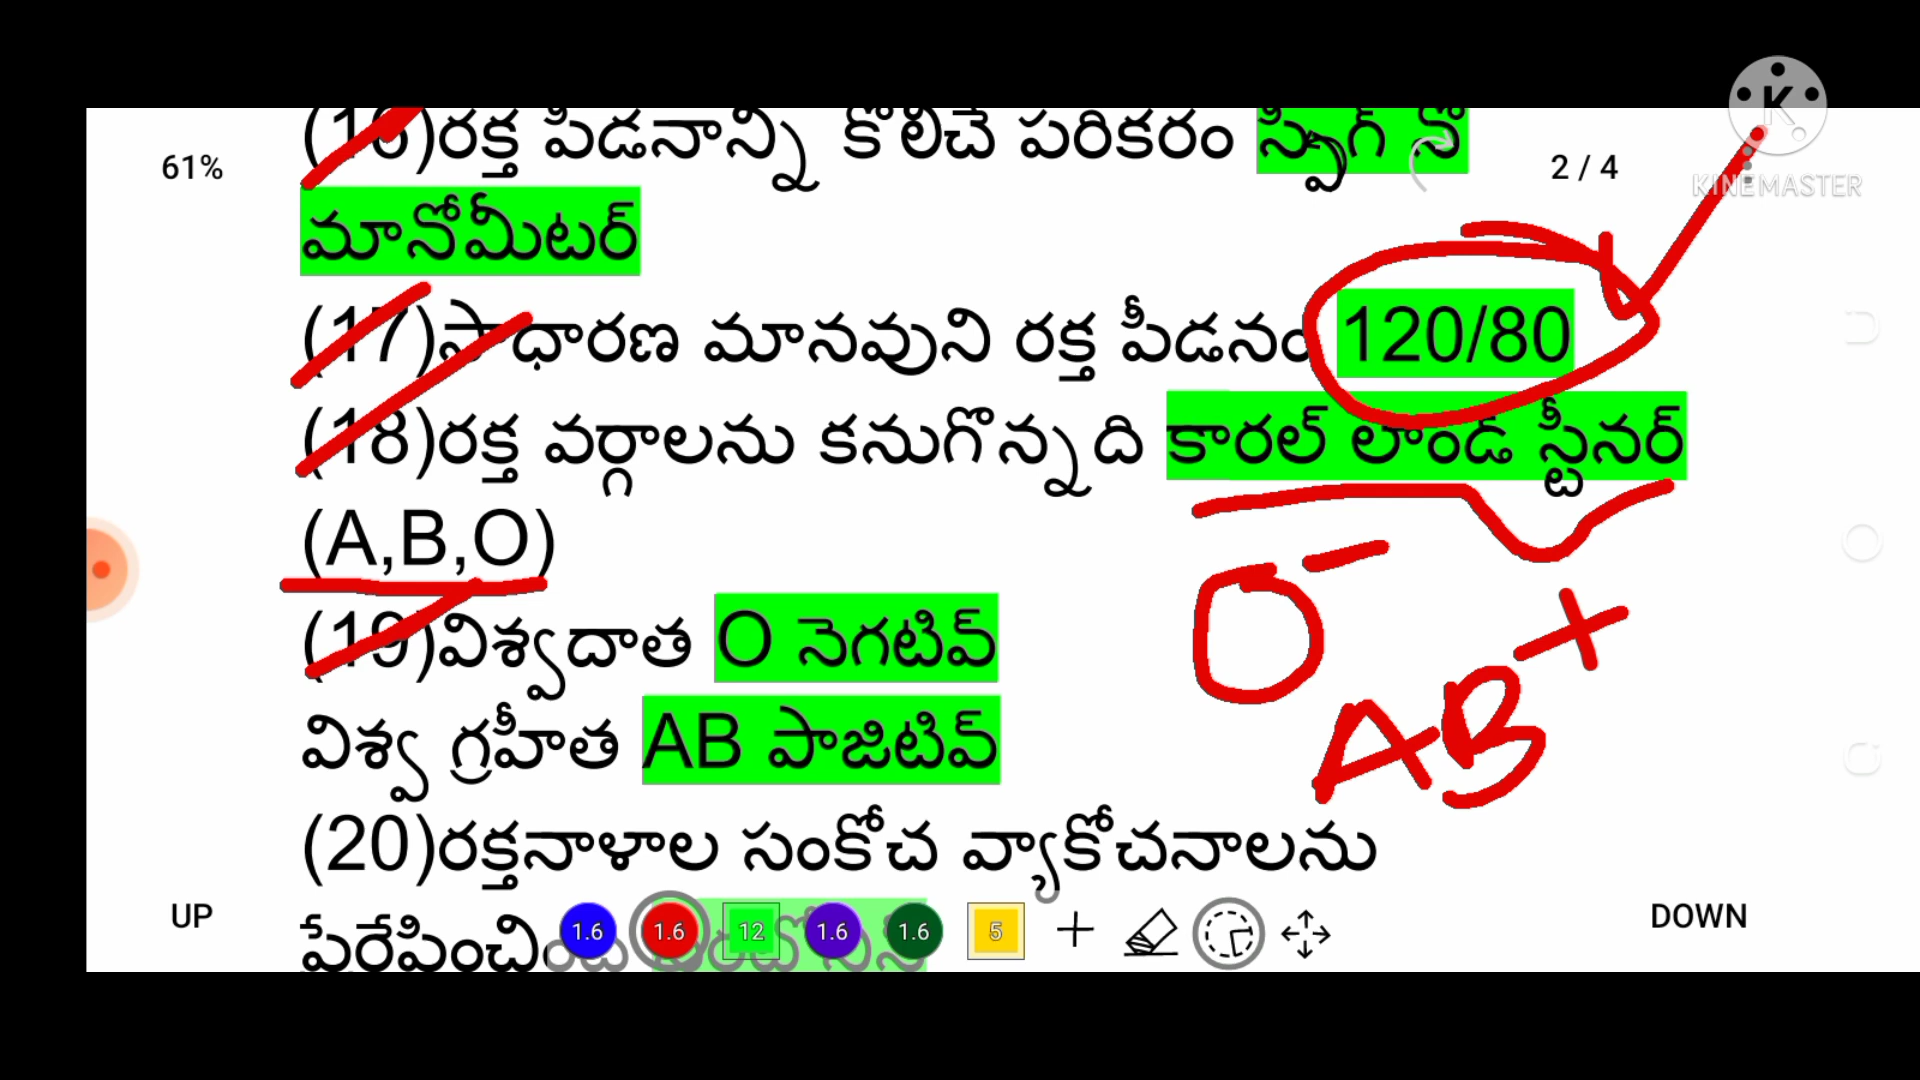 (16)రక్త పీడనాన్ని కొలిచే పరికరం స్పిగ్ నో
61%
2 / 4
KINEMASTER
మానోమీటర్
(17)సాధారణ మానవుని రక్త పీడనం 120/80
(18)రక్త వర్గాలను కనుగొన్నది కారల్ లాండ్ స్టీనర్
(A,B,O)
O−
(19)విశ్వదాత O నెగటివ్
AB+
విశ్వ గ్రహీత AB పాజిటివ్
(20)రక్తనాళాల సంకోచ వ్యాకోచనాలను
UP
DOWN
1.6 1.6 12 1.6 1.6 5